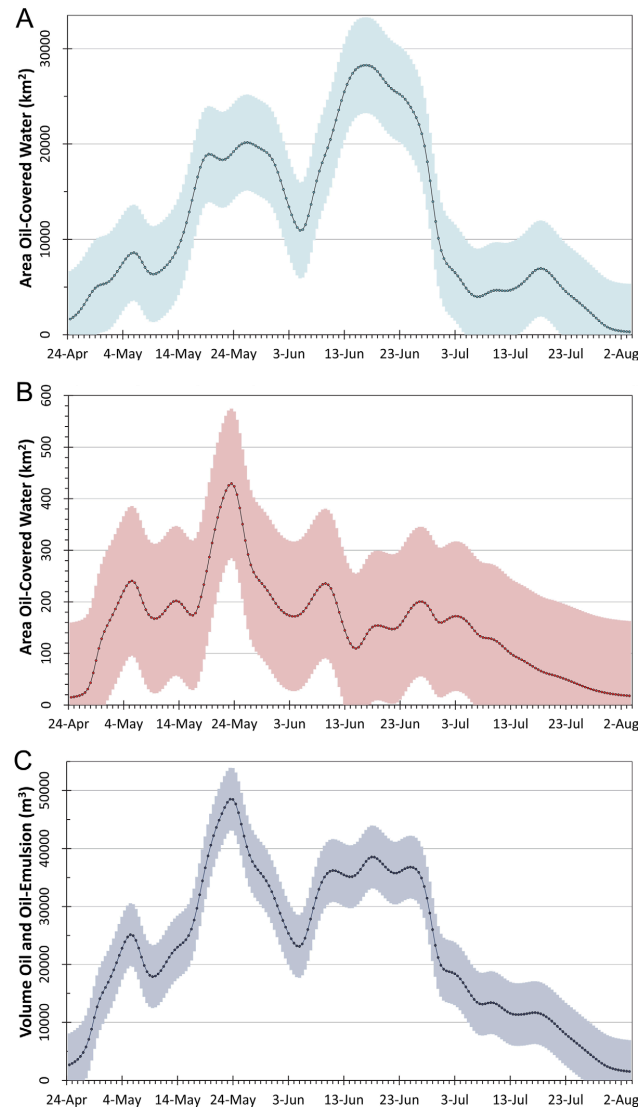 A
Area Oil-Covered Water (km²)
30000
20000
10000
0
24-Apr 4-May 14-May 24-May 3-Jun 13-Jun 23-Jun 3-Jul 13-Jul 23-Jul 2-Aug
B
Area Oil-Covered Water (km²)
600
500
400
300
200
100
0
24-Apr 4-May 14-May 24-May 3-Jun 13-Jun 23-Jun 3-Jul 13-Jul 23-Jul 2-Aug
C
Volume Oil and Oil-Emulsion (m³)
50000
40000
30000
20000
10000
0
24-Apr 4-May 14-May 24-May 3-Jun 13-Jun 23-Jun 3-Jul 13-Jul 23-Jul 2-Aug